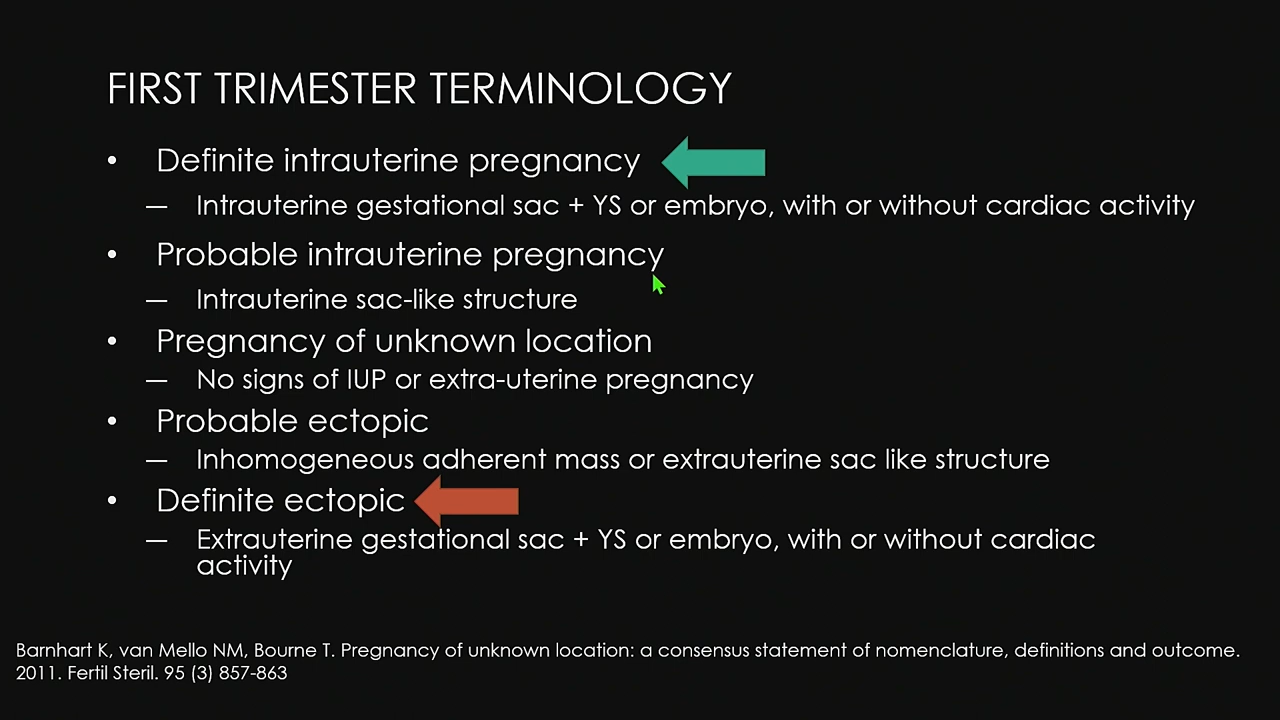 FIRST TRIMESTER TERMINOLOGY
• Definite intrauterine pregnancy
— Intrauterine gestational sac + YS or embryo, with or without cardiac activity
• Probable intrauterine pregnancy
— Intrauterine sac-like structure
• Pregnancy of unknown location
— No signs of IUP or extra-uterine pregnancy
• Probable ectopic
— Inhomogeneous adherent mass or extrauterine sac like structure
• Definite ectopic
— Extrauterine gestational sac + YS or embryo, with or without cardiac
activity
Barnhart K, van Mello NM, Bourne T. Pregnancy of unknown location: a consensus statement of nomenclature, definitions and outcome.
2011. Fertil Steril. 95 (3) 857-863